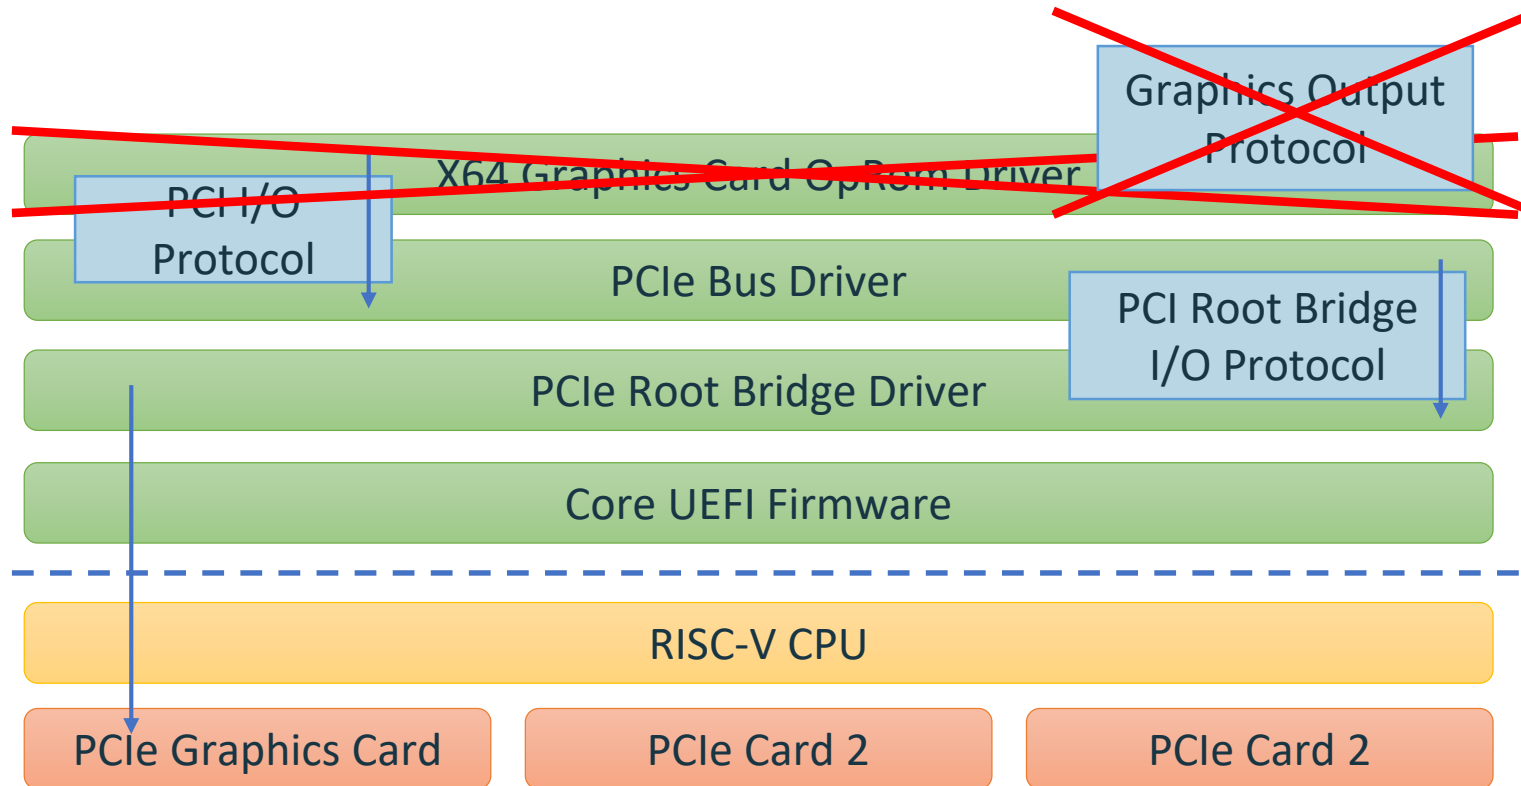 Graphics Output
Protocol
X64 Graphics Card OpRom Driver
PCI I/O
Protocol
PCIe Bus Driver
PCI Root Bridge
I/O Protocol
PCIe Root Bridge Driver
Core UEFI Firmware
RISC-V CPU
PCIe Graphics Card
PCIe Card 2
PCIe Card 2